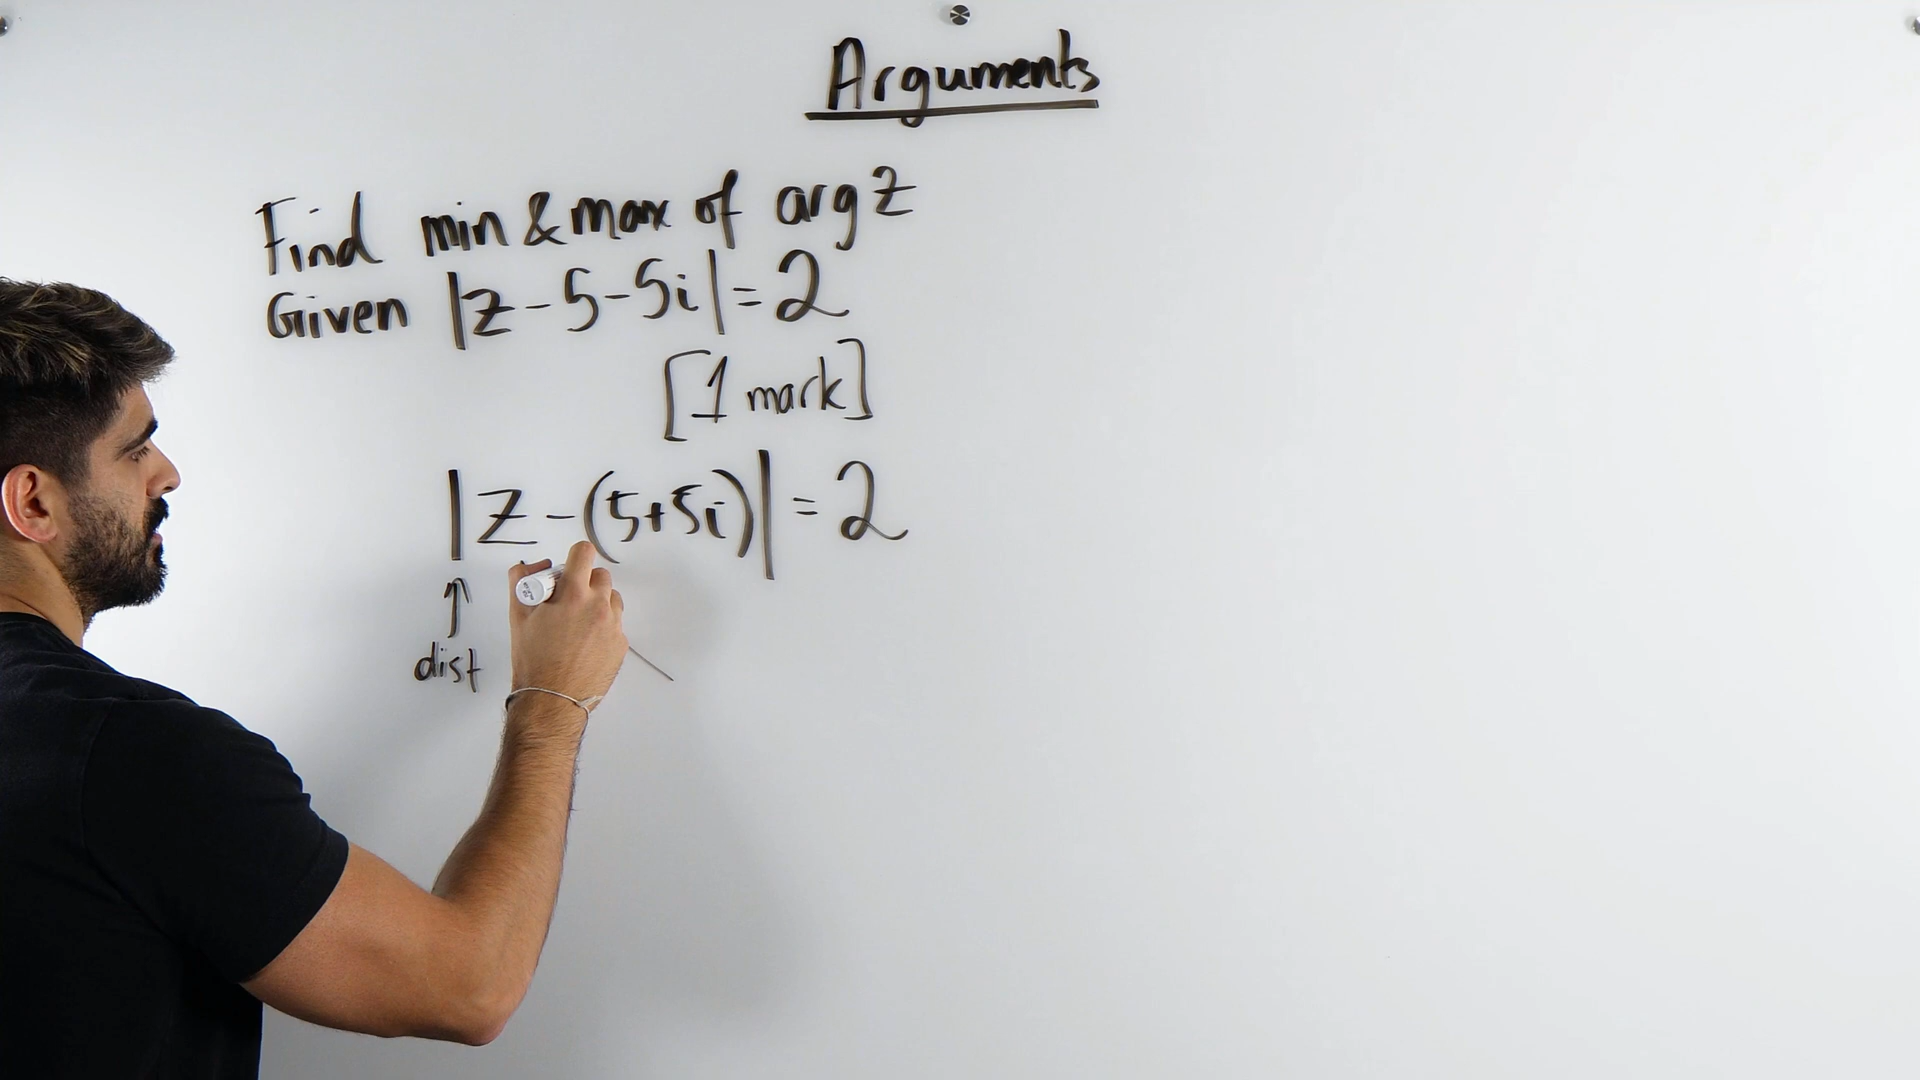 Arguments
Find min & max of arg z
Given |z-5-5i|=2
[1 mark]
|z-(5+5i)|=2
↑
dist